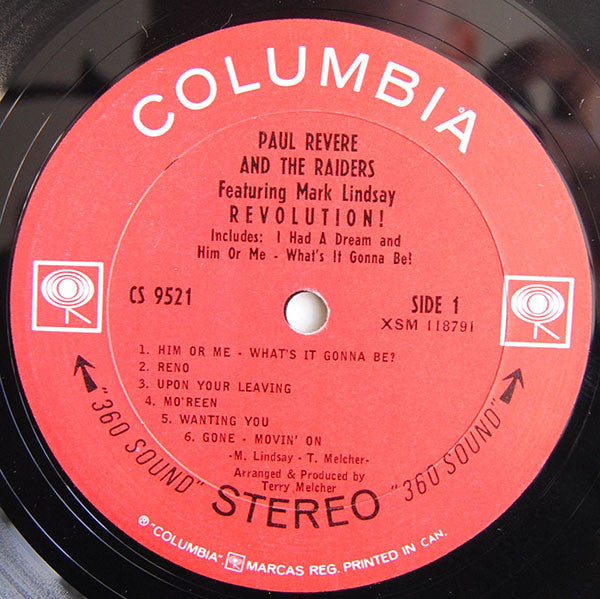 COLUMBIA
PAUL REVERE
AND THE RAIDERS
Featuring Mark Lindsay
REVOLUTION!
Includes: I Had A Dream and
Him Or Me - What's It Gonna Be?
CS 9521
SIDE 1
XSM 118791
1. HIM OR ME - WHAT'S IT GONNA BE?
2. RENO
3. UPON YOUR LEAVING
4. MO'REEN
5. WANTING YOU
6. GONE - MOVIN' ON
-M. Lindsay - T. Melcher-
Arranged & Produced by
Terry Melcher
"360 SOUND"
STEREO
"360 SOUND"
® "COLUMBIA". MARCAS REG. PRINTED IN CAN.